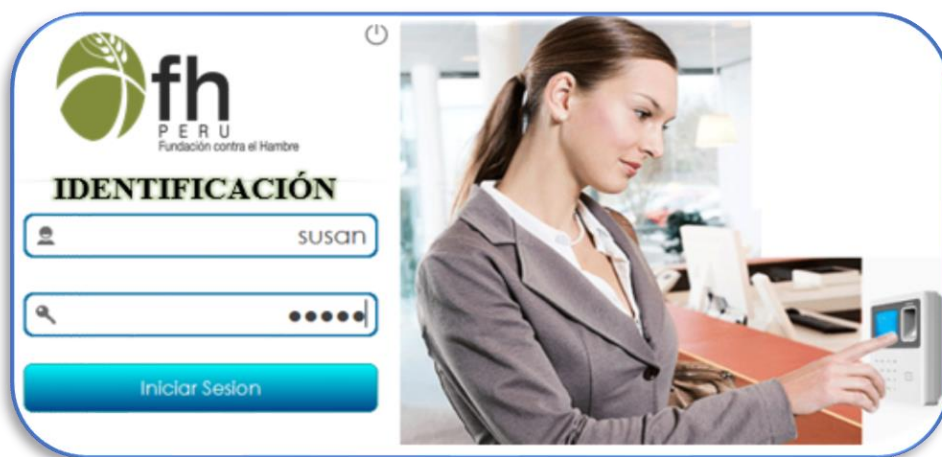 fh
PERU
Fundación contra el Hambre
IDENTIFICACIÓN
susan
●●●●●
Iniciar Sesion